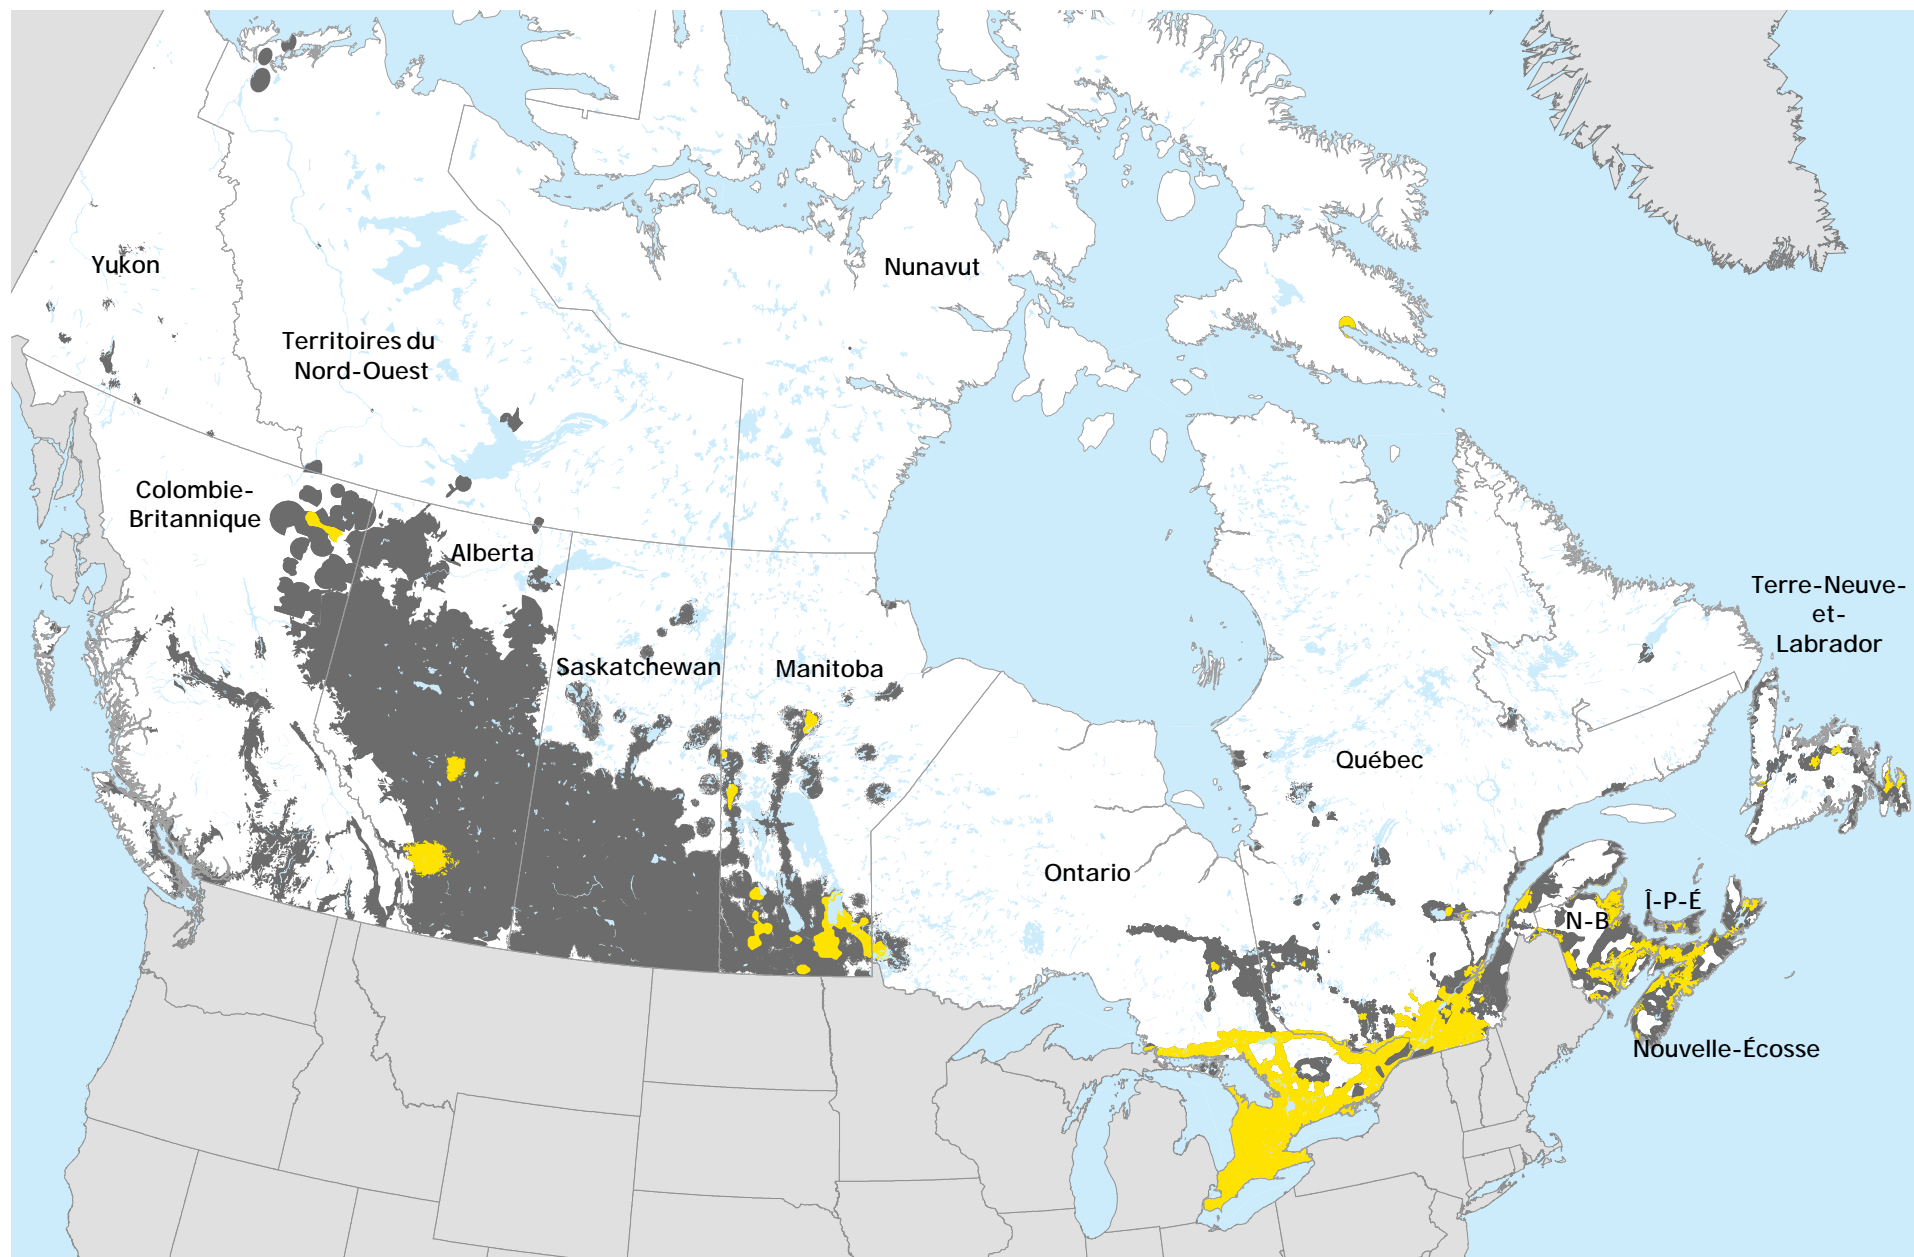 Yukon
Nunavut
Territoires du
Nord-Ouest
Colombie-
Britannique
Alberta
Terre-Neuve-
et-
Labrador
Saskatchewan
Manitoba
Québec
Ontario
Î-P-É
N-B
Nouvelle-Écosse